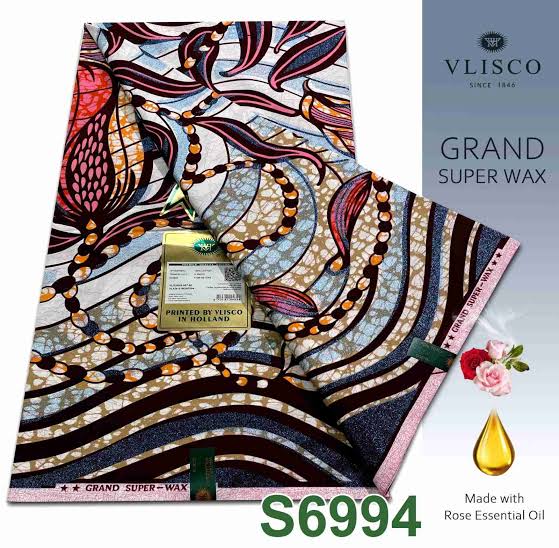 VLISCO
SINCE 1846
GRAND
SUPER WAX
PRINTED BY VLISCO
IN HOLLAND
★ ★ GRAND SUPER-WAX ★
★ ★ GRAND SUPER-WAX
S6994
Made with
Rose Essential Oil